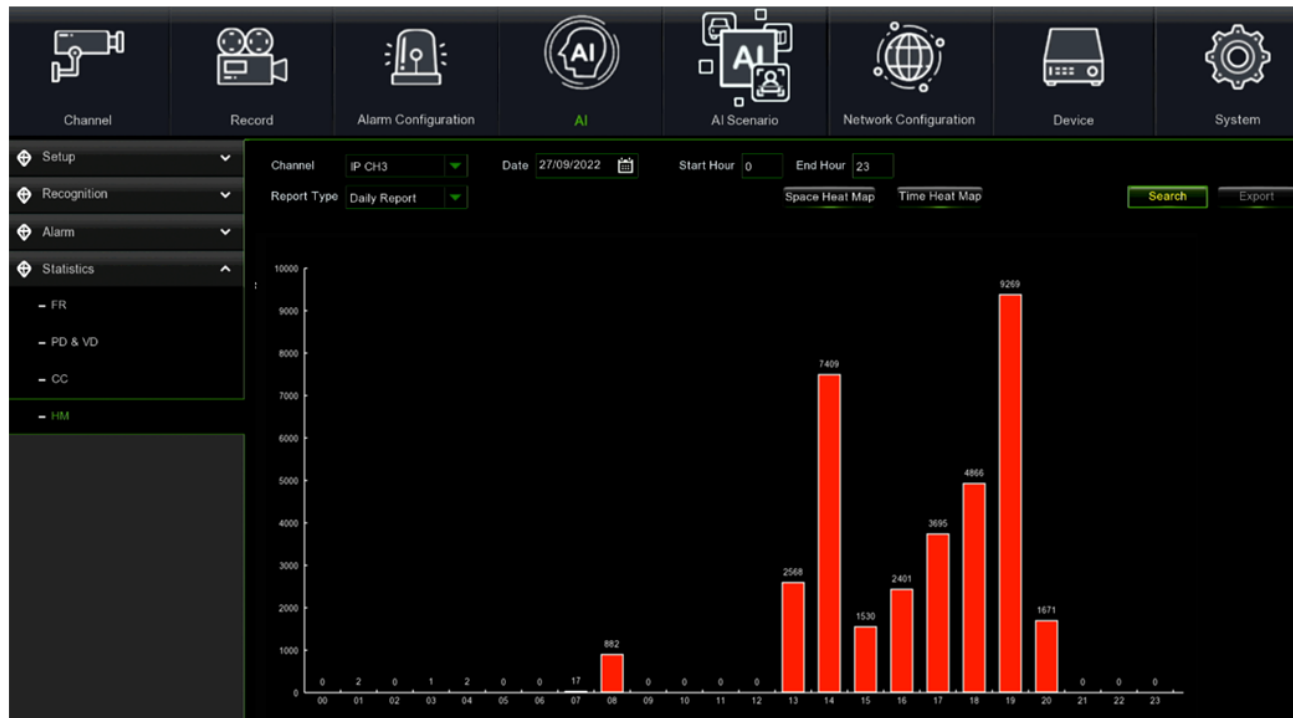 AI AI
Channel Record Alarm Configuration AI AI Scenario Network Configuration Device System
Setup
Recognition
Alarm
Statistics
FR
PD & VD
CC
HM
Channel IP CH3 Date 27/09/2022 Start Hour 0 End Hour 23
Report Type Daily Report Space Heat Map Time Heat Map Search Export
10000
9000
8000
7000
6000
5000
4000
3000
2000
1000
0
0 2 0 1 2 0 0 17 882 0 0 0 0 2568 7409 1530 2401 3695 4866 9269 1671 0 0 0
00 01 02 03 04 05 06 07 08 09 10 11 12 13 14 15 16 17 18 19 20 21 22 23